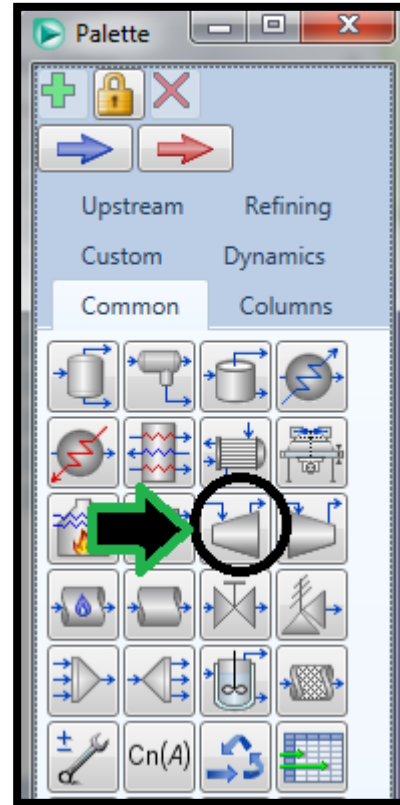 Palette
Upstream Refining
Custom Dynamics
Common Columns
Cn(A)